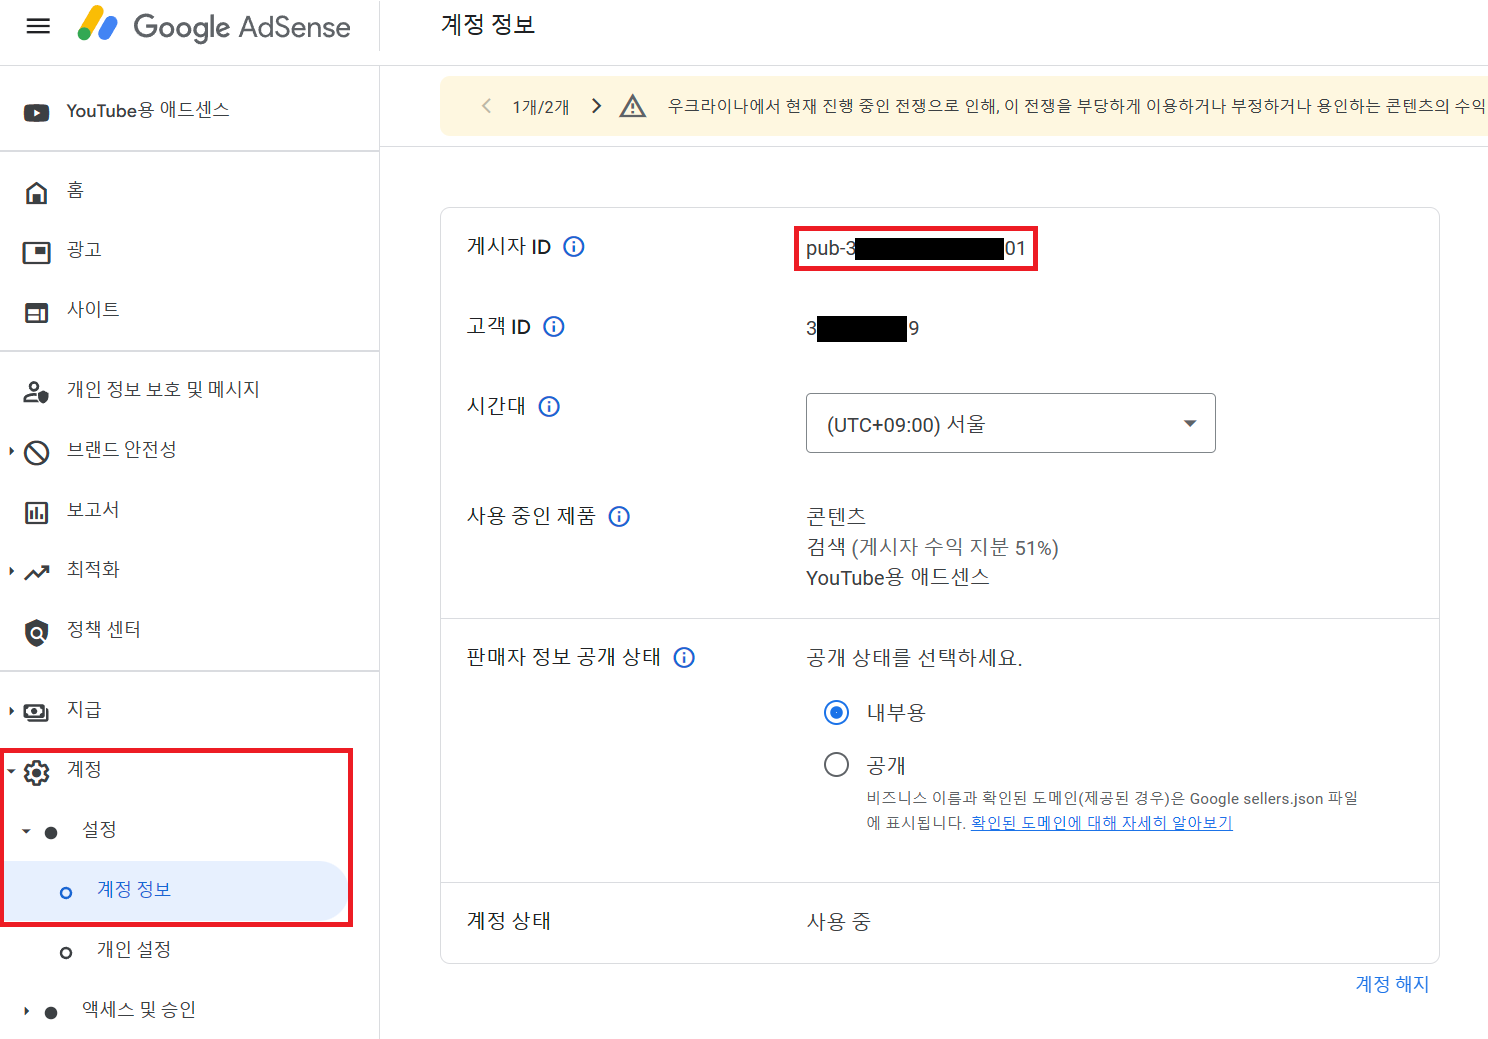 Google AdSense
계정 정보
YouTube용 애드센스
홈
광고
사이트
개인 정보 보호 및 메시지
브랜드 안전성
보고서
최적화
정책 센터
지급
계정
설정
계정 정보
개인 설정
액세스 및 승인
1개/2개
우크라이나에서 현재 진행 중인 전쟁으로 인해, 이 전쟁을 부당하게 이용하거나 부정하거나 용인하는 콘텐츠의 수익
게시자 ID
pub-3 01
고객 ID
3 9
시간대
(UTC+09:00) 서울
사용 중인 제품
콘텐츠
검색 (게시자 수익 지분 51%)
YouTube용 애드센스
판매자 정보 공개 상태
공개 상태를 선택하세요.
내부용
공개
비즈니스 이름과 확인된 도메인(제공된 경우)은 Google sellers.json 파일
에 표시됩니다. 확인된 도메인에 대해 자세히 알아보기
계정 상태
사용 중
계정 해지